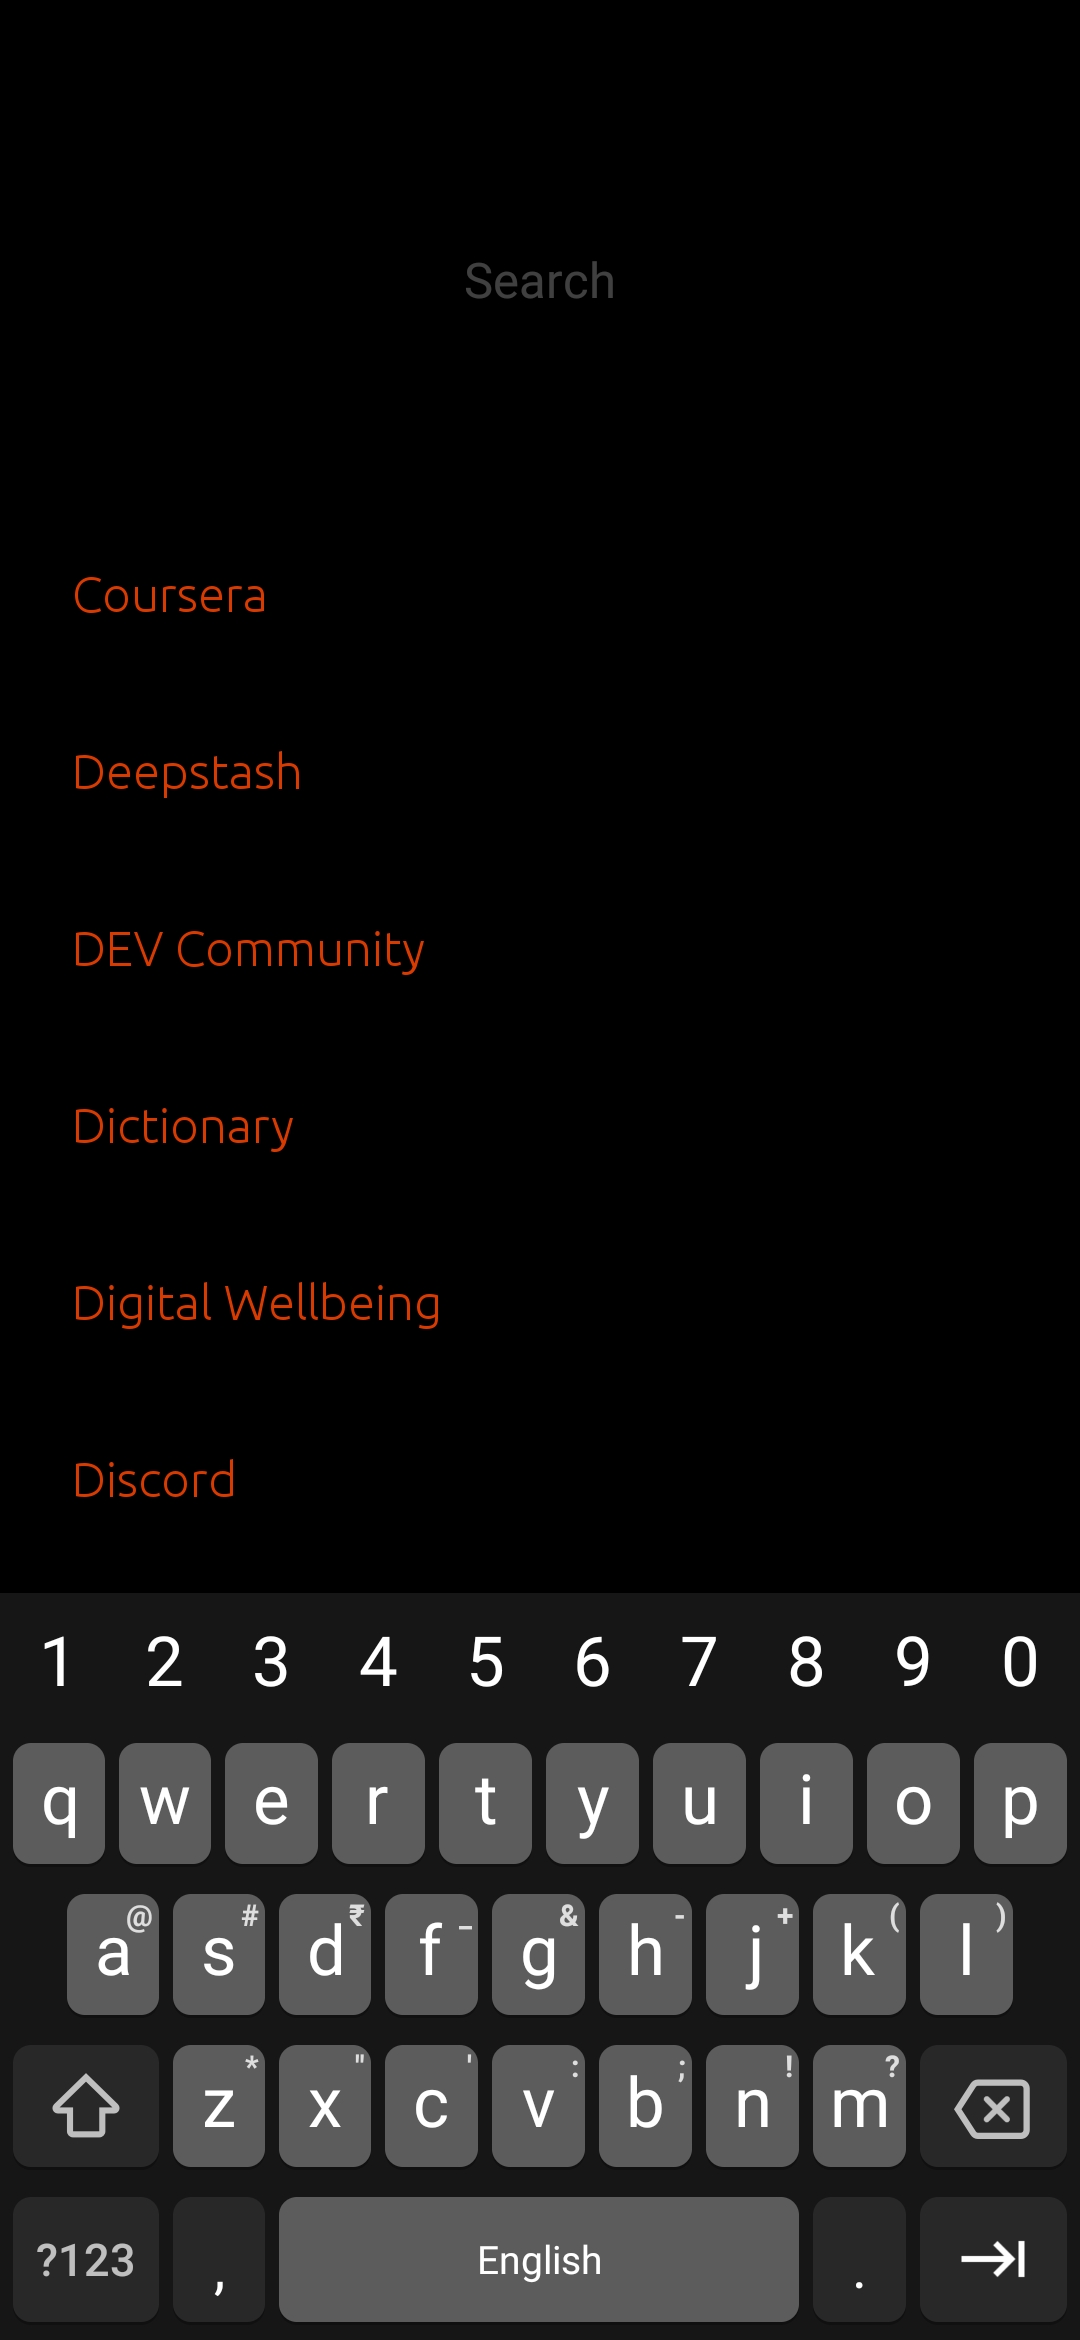 Search
Coursera
Deepstash
DEV Community
Dictionary
Digital Wellbeing
Discord
1 2 3 4 5 6 7 8 9 0
q w e r t y u i o p
@ # ₹ _ & - + ( )
a s d f g h j k l
* " ' : ; ! ?
z x c v b n m
?123 , English .